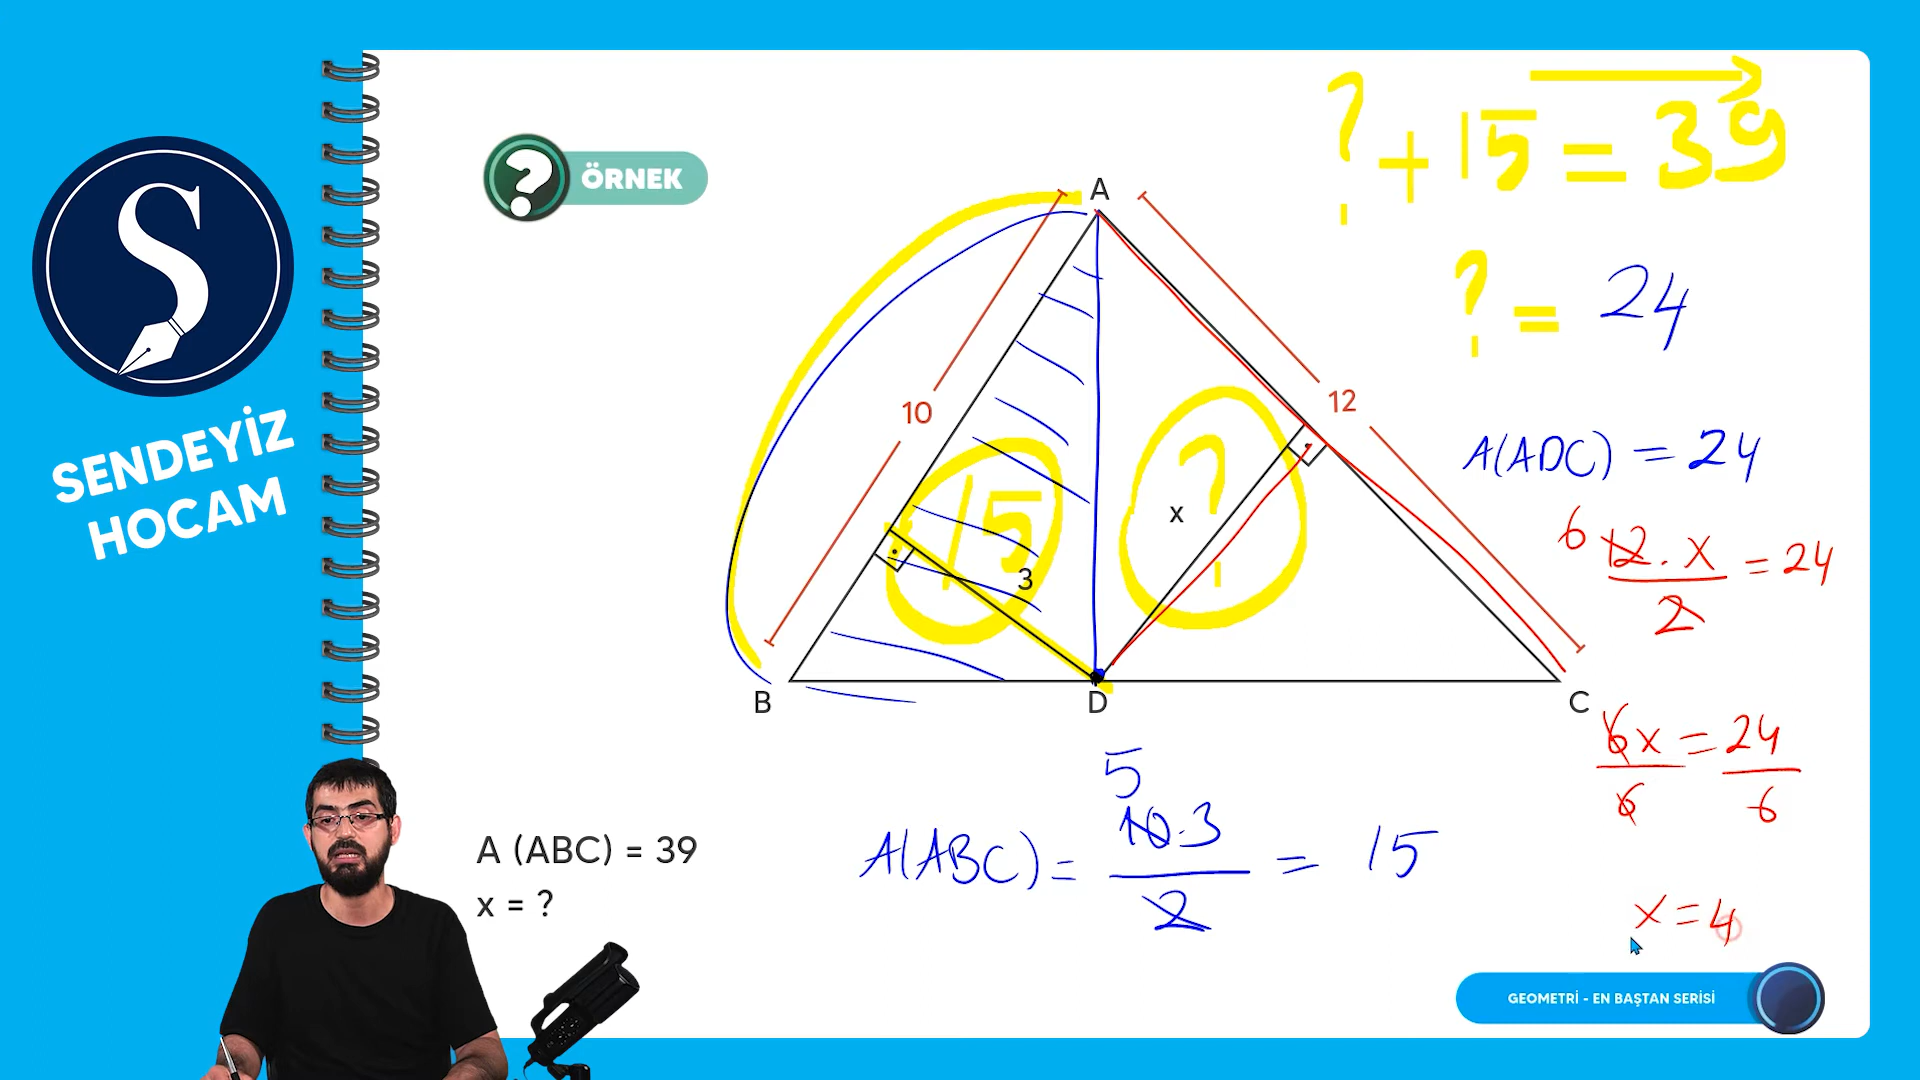 SENDEYİZ
HOCAM
? ÖRNEK
? + 15 = 39
? = 24
A
10
12
15
?
x
3
B
D
C
A(ADC) = 24
6 12 . x
2
= 24
6x = 24
6 6
x = 4
5
A(ABC) = 10.3 = 15
2
A (ABC) = 39
x = ?
GEOMETRİ - EN BAŞTAN SERİSİ